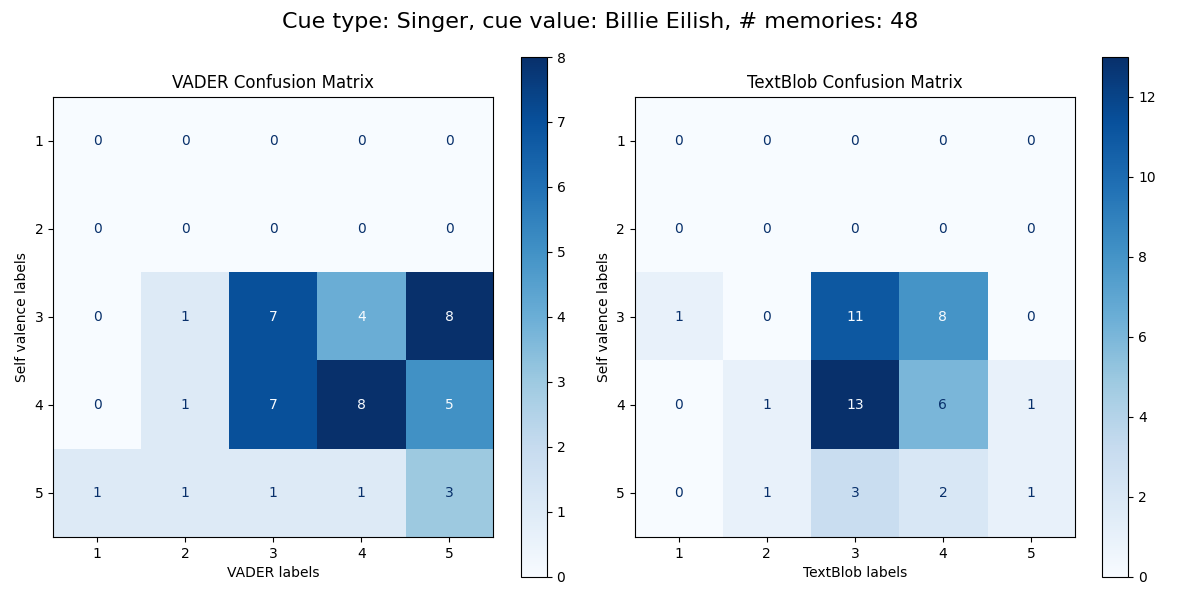 Cue type: Singer, cue value: Billie Eilish, # memories: 48
VADER Confusion Matrix
Self valence labels
1 0 0 0 0 0
2 0 0 0 0 0
3 0 1 7 4 8
4 0 1 7 8 5
5 1 1 1 1 3
1 2 3 4 5
VADER labels
8
7
6
5
4
3
2
1
0
TextBlob Confusion Matrix
Self valence labels
1 0 0 0 0 0
2 0 0 0 0 0
3 1 0 11 8 0
4 0 1 13 6 1
5 0 1 3 2 1
1 2 3 4 5
TextBlob labels
12
10
8
6
4
2
0